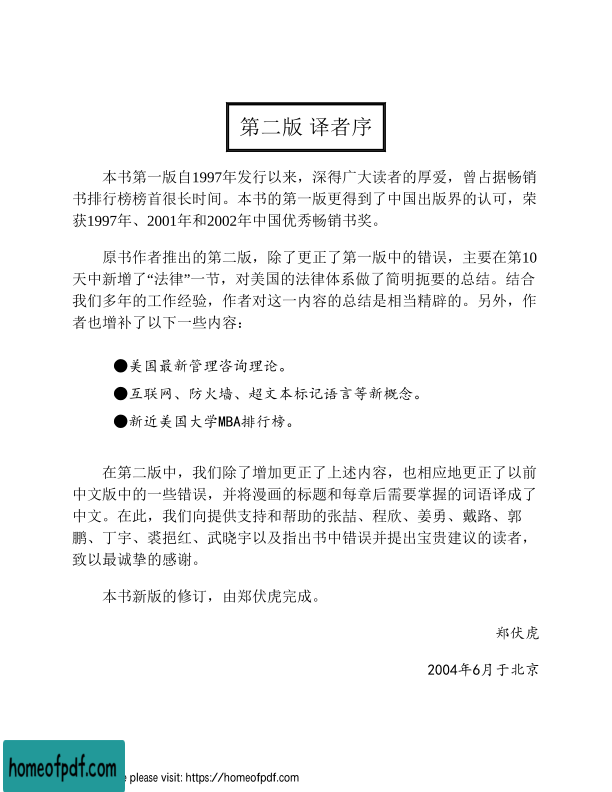 第二版 译者序
本书第一版自1997年发行以来，深得广大读者的厚爱，曾占据畅销
书排行榜榜首很长时间。本书的第一版更得到了中国出版界的认可，荣
获1997年、2001年和2002年中国优秀畅销书奖。
原书作者推出的第二版，除了更正了第一版中的错误，主要在第10
天中新增了“法律”一节，对美国的法律体系做了简明扼要的总结。结合
我们多年的工作经验，作者对这一内容的总结是相当精辟的。另外，作
者也增补了以下一些内容：
●美国最新管理咨询理论。
●互联网、防火墙、超文本标记语言等新概念。
●新近美国大学MBA排行榜。
在第二版中，我们除了增加更正了上述内容，也相应地更正了以前
中文版中的一些错误，并将漫画的标题和每章后需要掌握的词语译成了
中文。在此，我们向提供支持和帮助的张喆、程欣、姜勇、戴路、郭
鹏、丁宇、裘挹红、武晓宇以及指出书中错误并提出宝贵建议的读者，
致以最诚挚的感谢。
本书新版的修订，由郑伏虎完成。
郑伏虎
2004年6月于北京
homeofpdf.com
please visit: https://homeofpdf.com